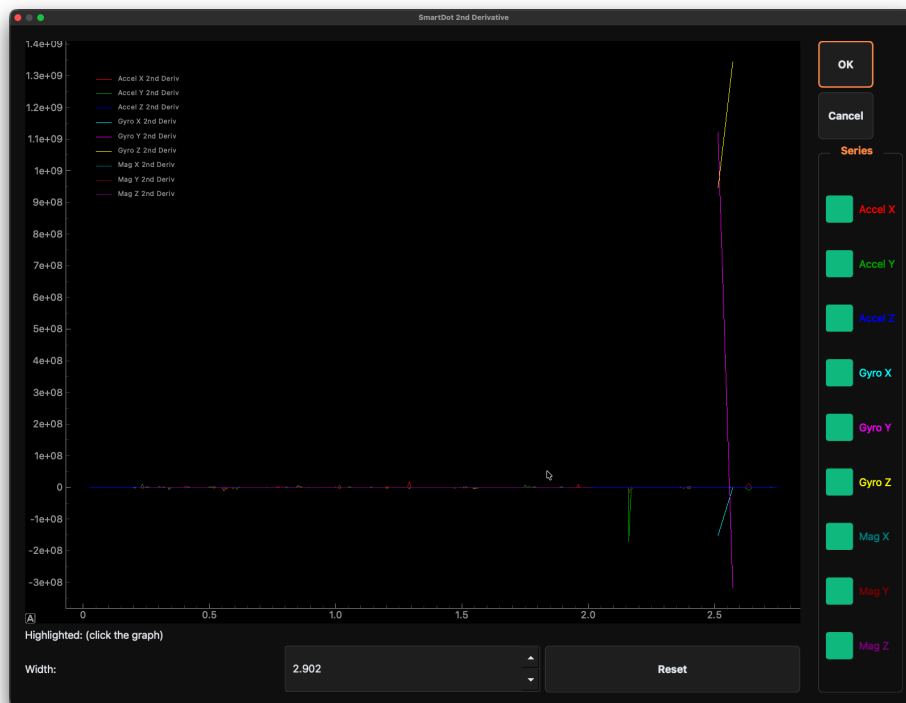 SmartDot 2nd Derivative
1.4e+09
1.3e+09
1.2e+09
1.1e+09
1e+09
9e+08
8e+08
7e+08
6e+08
5e+08
4e+08
3e+08
2e+08
1e+08
0
-1e+08
-2e+08
-3e+08
Accel X 2nd Deriv
Accel Y 2nd Deriv
Accel Z 2nd Deriv
Gyro X 2nd Deriv
Gyro Y 2nd Deriv
Gyro Z 2nd Deriv
Mag X 2nd Deriv
Mag Y 2nd Deriv
Mag Z 2nd Deriv
0 0.5 1.0 1.5 2.0 2.5
A
OK
Cancel
Series
Accel X
Accel Y
Accel Z
Gyro X
Gyro Y
Gyro Z
Mag X
Mag Y
Mag Z
Highlighted: (click the graph)
Width: 2.902 Reset